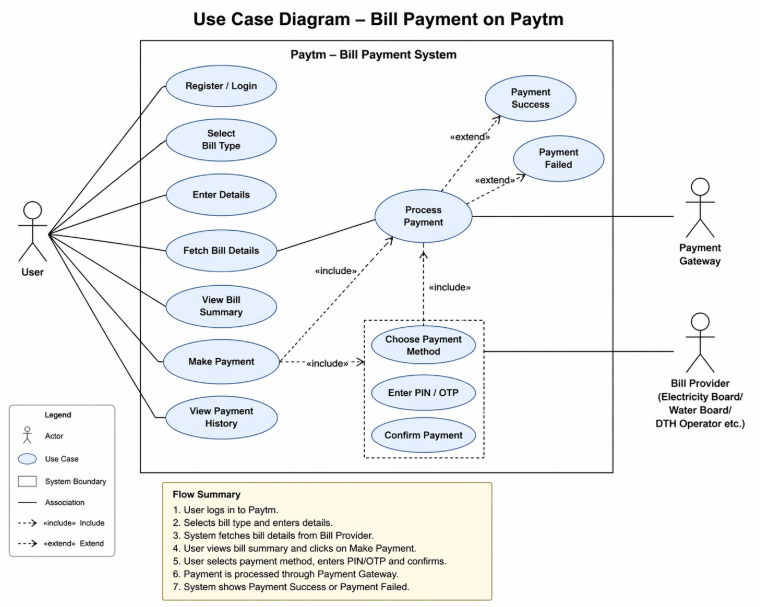 Use Case Diagram – Bill Payment on Paytm
Paytm – Bill Payment System
Register / Login
Select
Bill Type
Enter Details
Fetch Bill Details
View Bill
Summary
Make Payment
View Payment
History
User
Payment
Success
«extend»
Payment
Failed
«extend»
Process
Payment
«include»
«include»
«include»
Choose Payment
Method
Enter PIN / OTP
Confirm Payment
Payment
Gateway
Bill Provider
(Electricity Board/
Water Board/
DTH Operator etc.)
Legend
Actor
Use Case
System Boundary
Association
«include» Include
«extend» Extend
Flow Summary
1. User logs in to Paytm.
2. Selects bill type and enters details.
3. System fetches bill details from Bill Provider.
4. User views bill summary and clicks on Make Payment.
5. User selects payment method, enters PIN/OTP and confirms.
6. Payment is processed through Payment Gateway.
7. System shows Payment Success or Payment Failed.